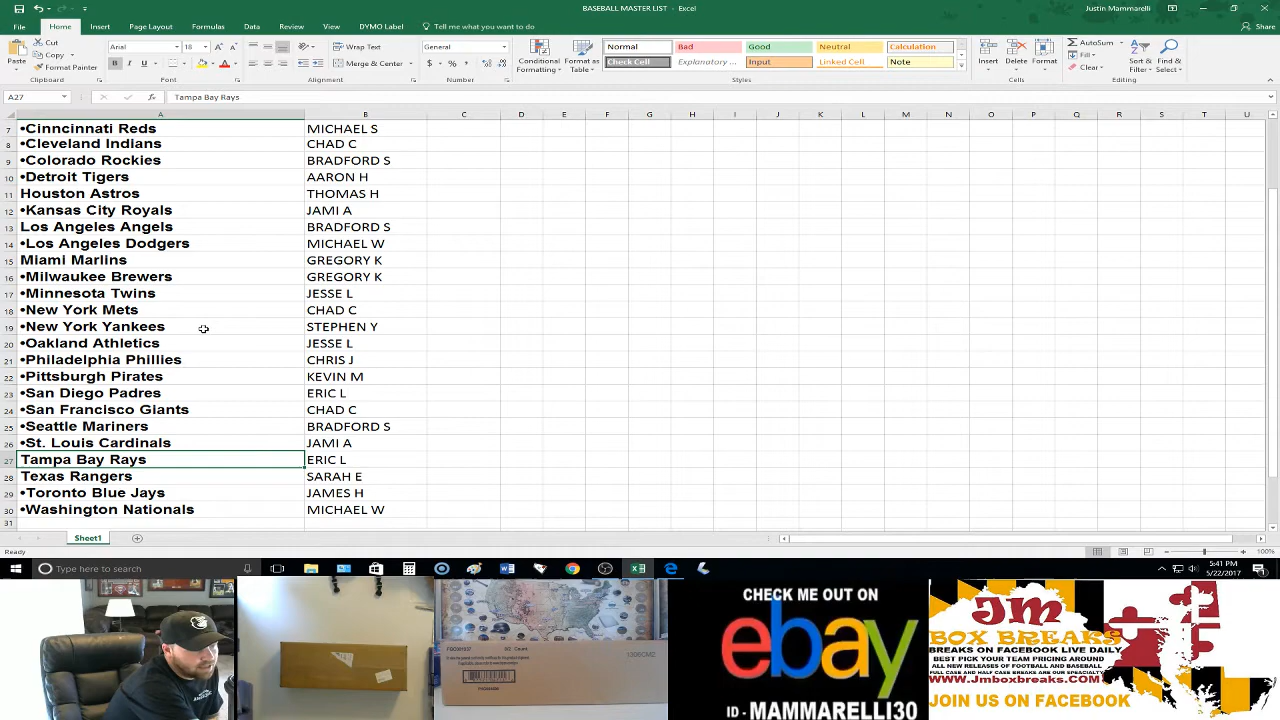 BASEBALL MASTER LIST - Excel
Justin Mammarelli
File Home Insert Page Layout Formulas Data Review View DYMO Label Tell me what you want to do Share
Cut
Copy
Format Painter
Paste
Arial 18
Wrap Text
Merge & Center
General
Conditional Formatting
Format as Table
Normal Bad Good Neutral Calculation
Check Cell Explanatory ... Input Linked Cell Note
Insert Delete Format
AutoSum
Fill
Clear
Sort & Filter
Find & Select
Clipboard Font Alignment Number Styles Cells Editing
A27 Tampa Bay Rays
A B C D E F G H I J K L M N O P Q R S T U
7 •Cinncinnati Reds MICHAEL S
8 •Cleveland Indians CHAD C
9 •Colorado Rockies BRADFORD S
10 •Detroit Tigers AARON H
11 Houston Astros THOMAS H
12 •Kansas City Royals JAMI A
13 Los Angeles Angels BRADFORD S
14 •Los Angeles Dodgers MICHAEL W
15 Miami Marlins GREGORY K
16 •Milwaukee Brewers GREGORY K
17 •Minnesota Twins JESSE L
18 •New York Mets CHAD C
19 •New York Yankees STEPHEN Y
20 •Oakland Athletics JESSE L
21 •Philadelphia Phillies CHRIS J
22 •Pittsburgh Pirates KEVIN M
23 •San Diego Padres ERIC L
24 •San Francisco Giants CHAD C
25 •Seattle Mariners BRADFORD S
26 •St. Louis Cardinals JAMI A
27 Tampa Bay Rays ERIC L
28 Texas Rangers SARAH E
29 •Toronto Blue Jays JAMES H
30 •Washington Nationals MICHAEL W
31
Sheet1
Ready 100%
Type here to search
5:41 PM
5/22/2017
CHECK ME OUT ON
ebay
ID - MAMMARELLI30
JM
BOX BREAKS
BREAKS ON FACEBOOK LIVE DAILY
BEST PICK YOUR TEAM PRICING AROUND
ALL NEW RELEASES OF FOOTBALL AND BASEBALL
FULL CASE AND HALF CASE BREAKS ARE OFFERED
WWW.Jmboxbreaks.COM
JOIN US ON FACEBOOK